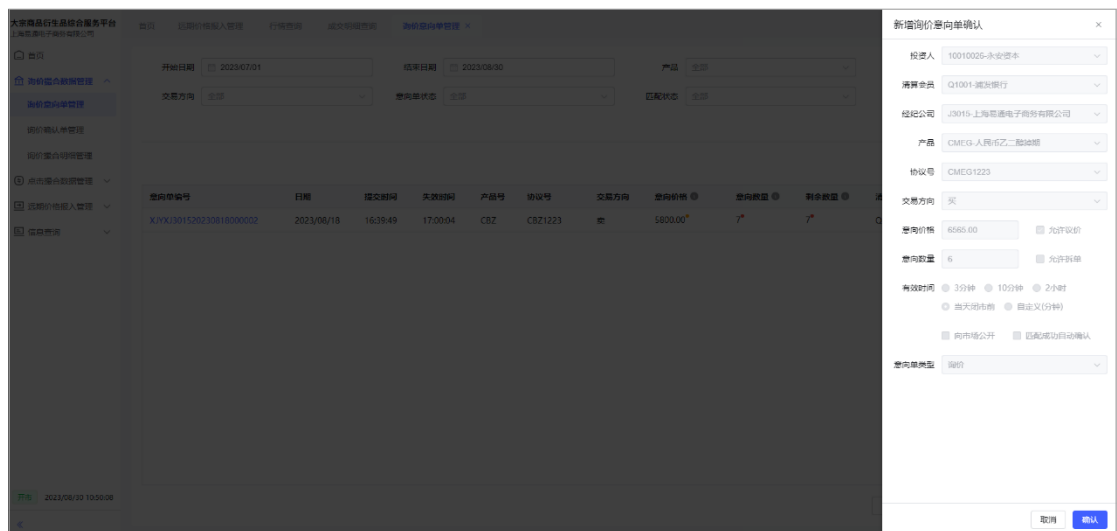 大宗商品衍生品综合服务平台
上海易通电子商务有限公司
首页
远期价格报入管理
行情查询
成交明细查询
询价意向单管理 ×
首页
询价撮合数据管理
询价意向单管理
询价确认单管理
询价撮合明细管理
点击撮合数据管理
远期价格报入管理
信息查询
开市 2023/08/30 10:50:08
开始日期 2023/07/01
结束日期 2023/08/30
产品 全部
交易方向 全部
意向单状态 全部
匹配状态 全部
意向单编号 日期 提交时间 失效时间 产品号 协议号 交易方向 意向价格 意向数量 剩余数量 清
XJYXJ301520230818000002 2023/08/18 16:39:49 17:00:04 CBZ CBZ1223 卖 5800.00* 7* 7* Q
新增询价意向单确认 ×
投资人 10010026-永安资本
清算会员 Q1001-浦发银行
经纪公司 J3015-上海易通电子商务有限公司
产品 CMEG-人民币乙二醇掉期
协议号 CMEG1223
交易方向 买
意向价格 6565.00 允许议价
意向数量 6 允许拆单
有效时间 3分钟 10分钟 2小时
当天闭市前 自定义(分钟)
向市场公开 匹配成功自动确认
意向单类型 询价
取消 确认